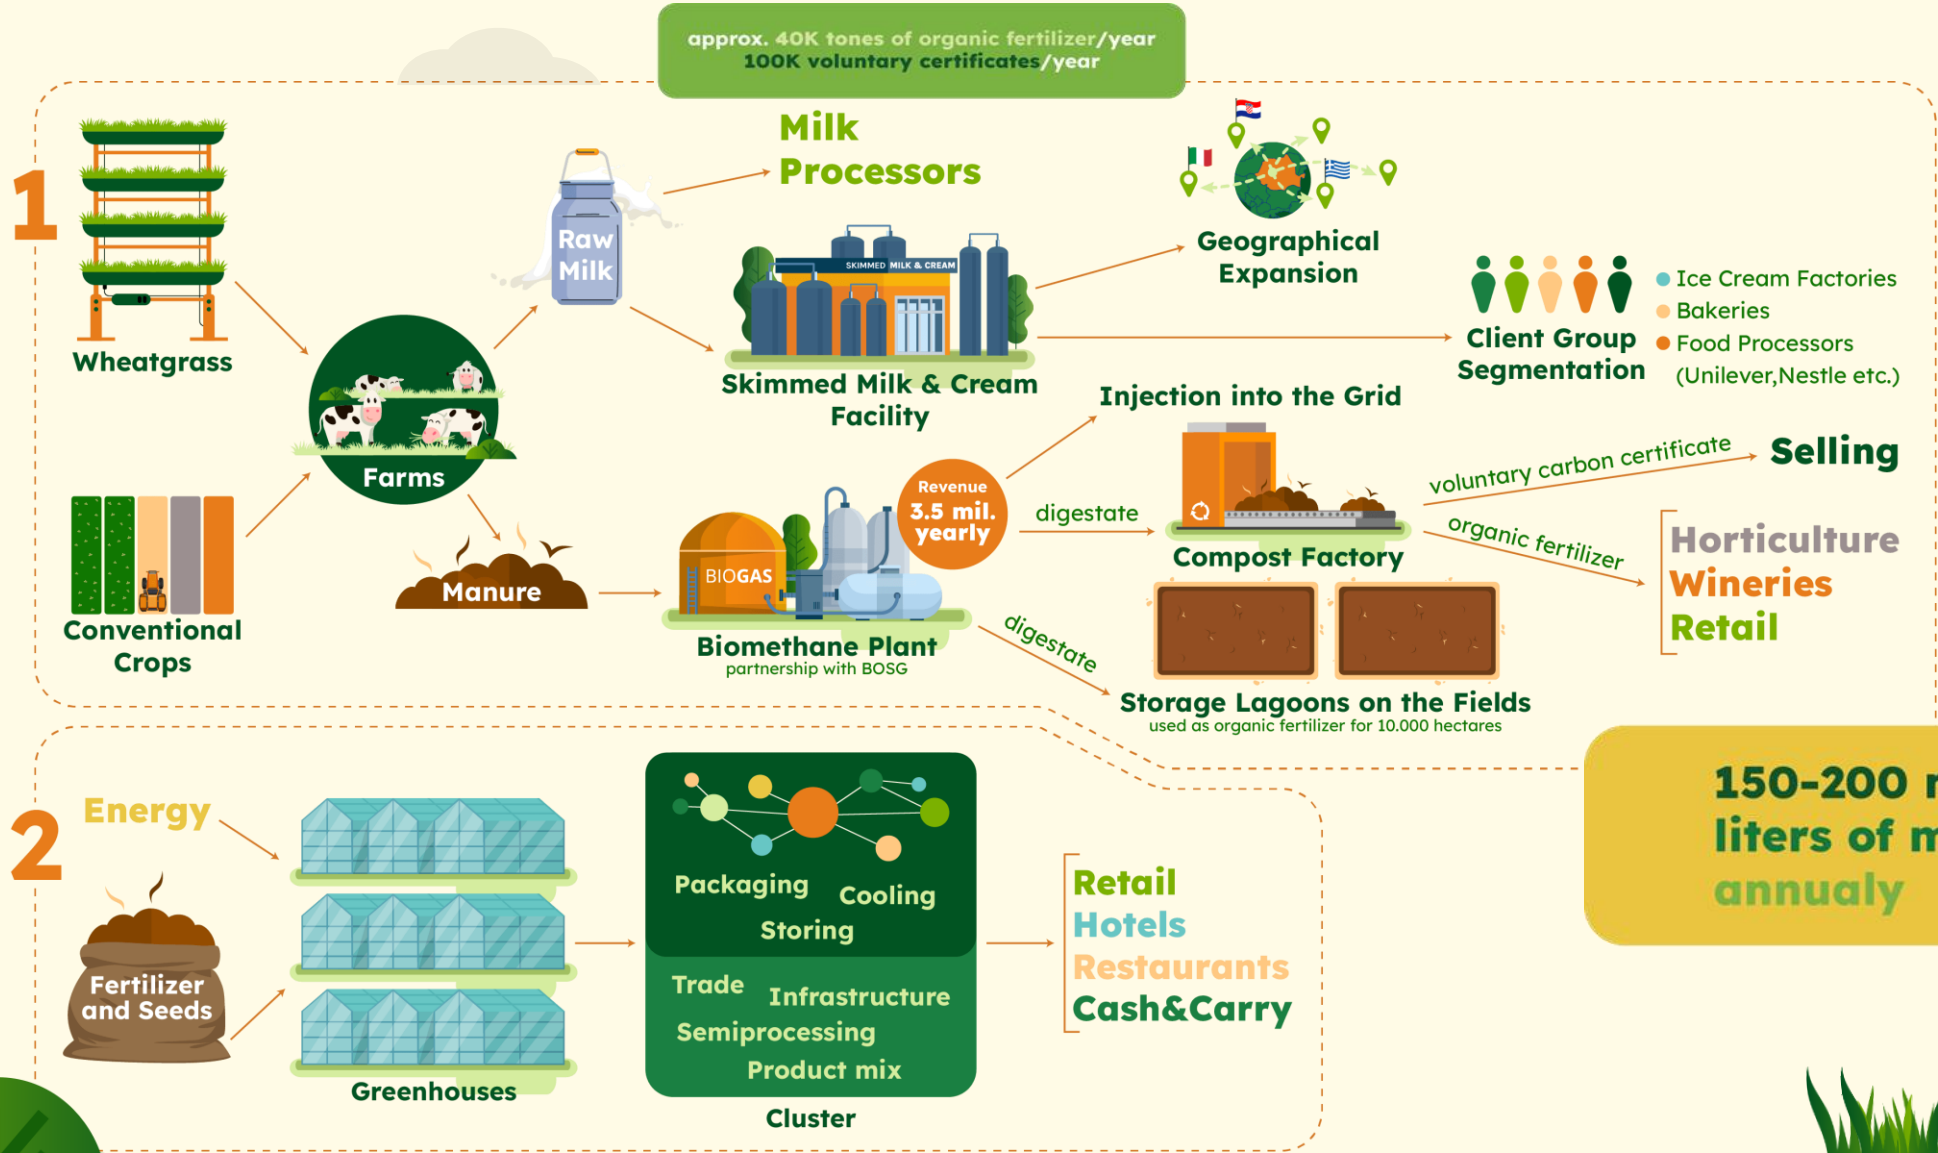 approx. 40K tones of organic fertilizer/year
100K voluntary certificates/year
1
Wheatgrass
Conventional
Crops
Farms
Raw
Milk
Milk
Processors
SKIMMED MILK & CREAM
Skimmed Milk & Cream
Facility
Geographical
Expansion
Client Group
Segmentation
Ice Cream Factories
Bakeries
Food Processors
(Unilever,Nestle etc.)
Manure
BIOGAS
Biomethane Plant
partnership with BOSG
Revenue
3.5 mil.
yearly
Injection into the Grid
digestate
Compost Factory
voluntary carbon certificate
Selling
organic fertilizer
Horticulture
Wineries
Retail
digestate
Storage Lagoons on the Fields
used as organic fertilizer for 10.000 hectares
150-200
liters of
annualy
2
Energy
Fertilizer
and Seeds
Greenhouses
Packaging
Cooling
Storing
Trade
Infrastructure
Semiprocessing
Product mix
Cluster
Retail
Hotels
Restaurants
Cash&Carry